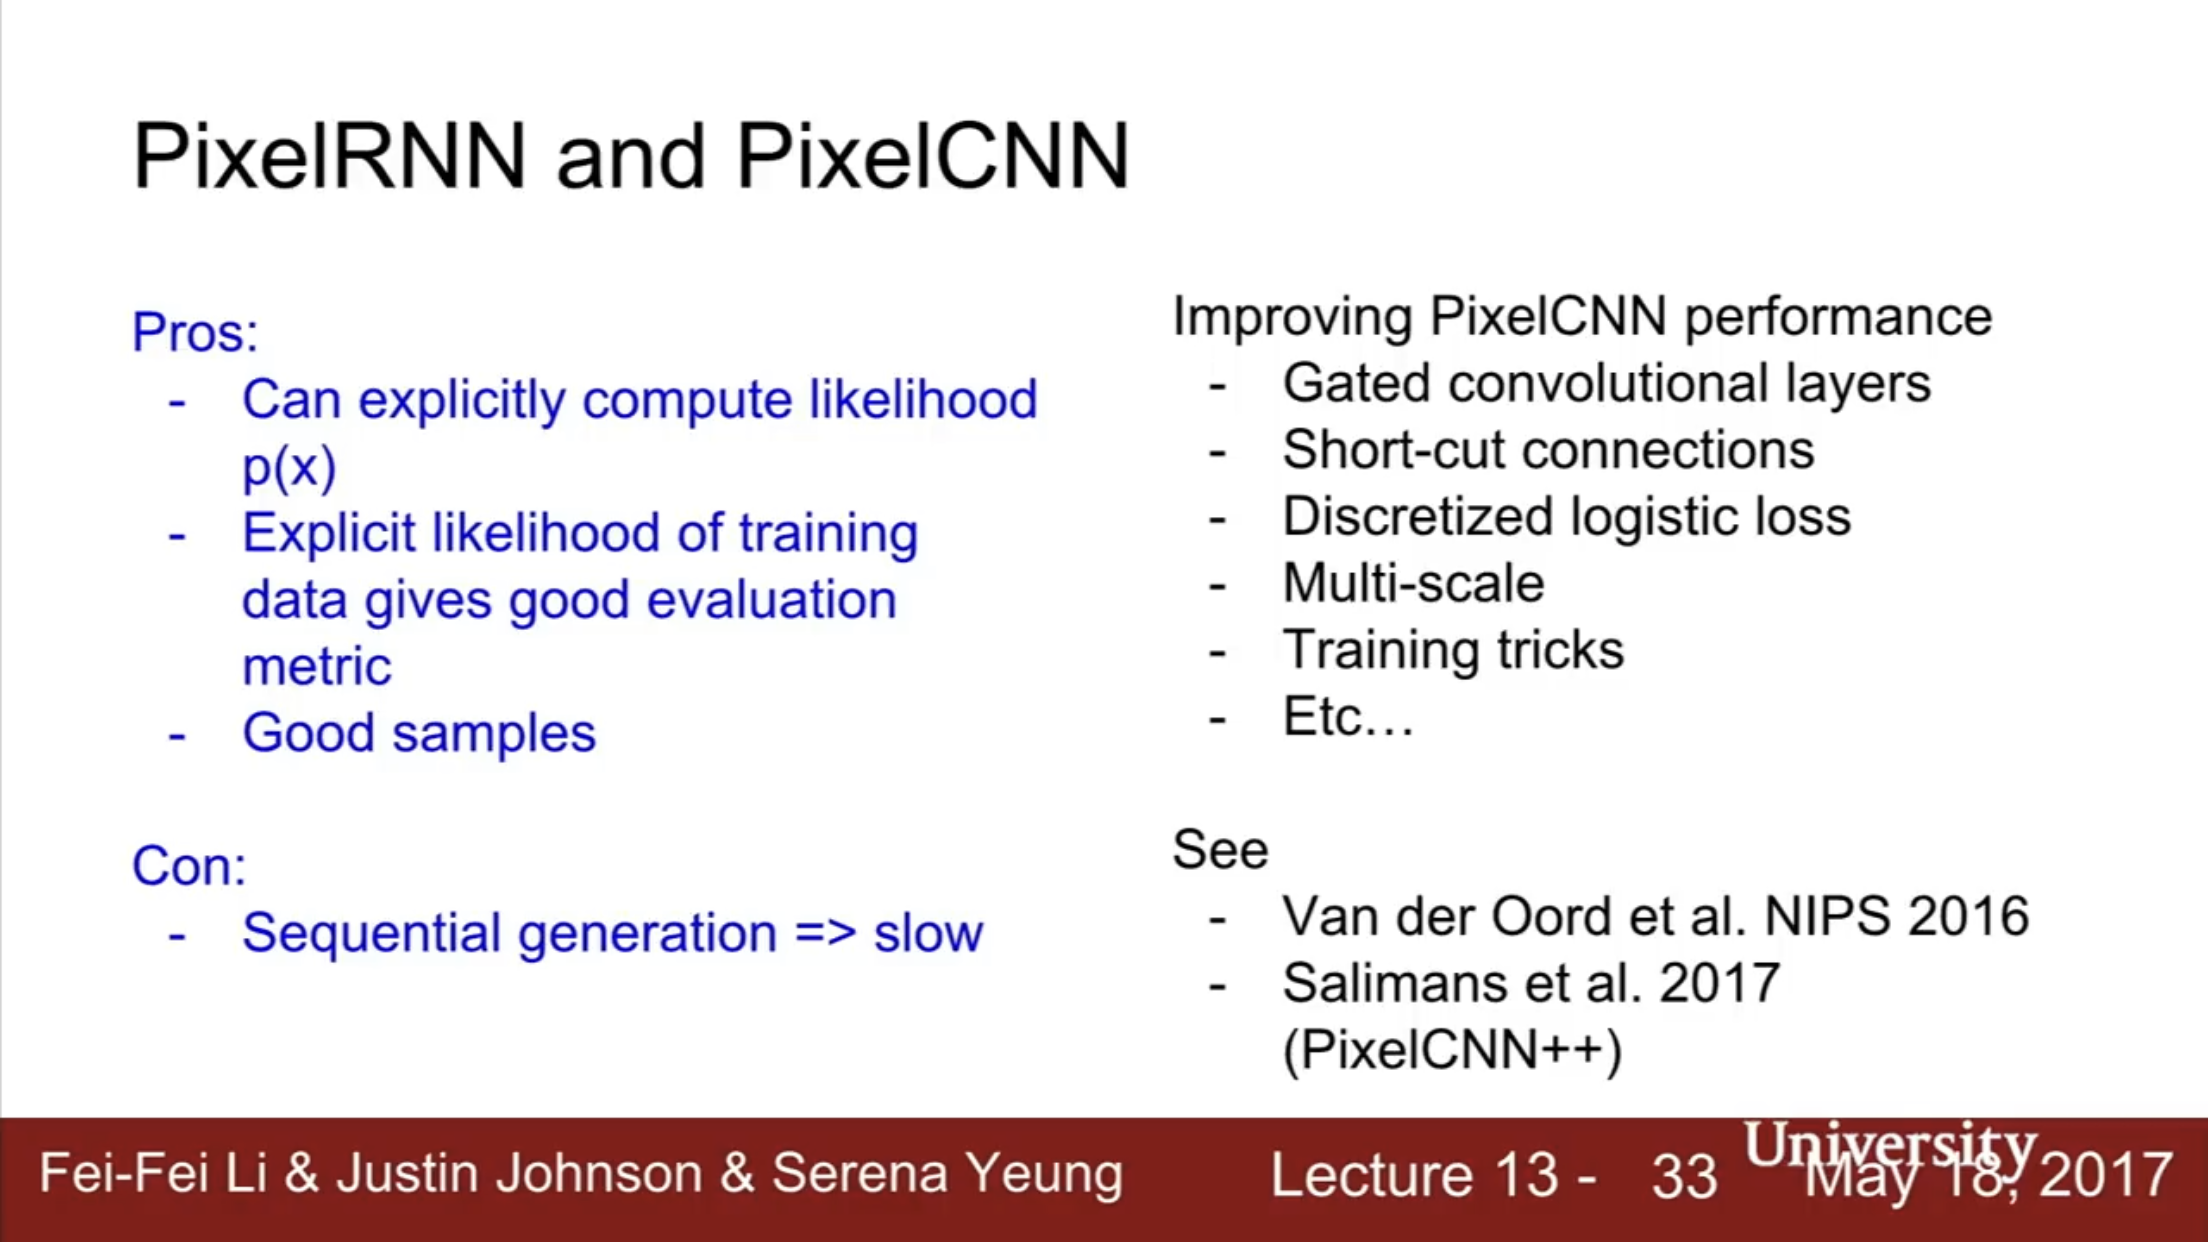 PixelRNN and PixelCNN
Pros:
- Can explicitly compute likelihood
p(x)
- Explicit likelihood of training
data gives good evaluation
metric
- Good samples
Con:
- Sequential generation => slow
Improving PixelCNN performance
- Gated convolutional layers
- Short-cut connections
- Discretized logistic loss
- Multi-scale
- Training tricks
- Etc…
See
- Van der Oord et al. NIPS 2016
- Salimans et al. 2017
(PixelCNN++)
Fei-Fei Li & Justin Johnson & Serena Yeung
Lecture 13 - 33
University
May 18, 2017